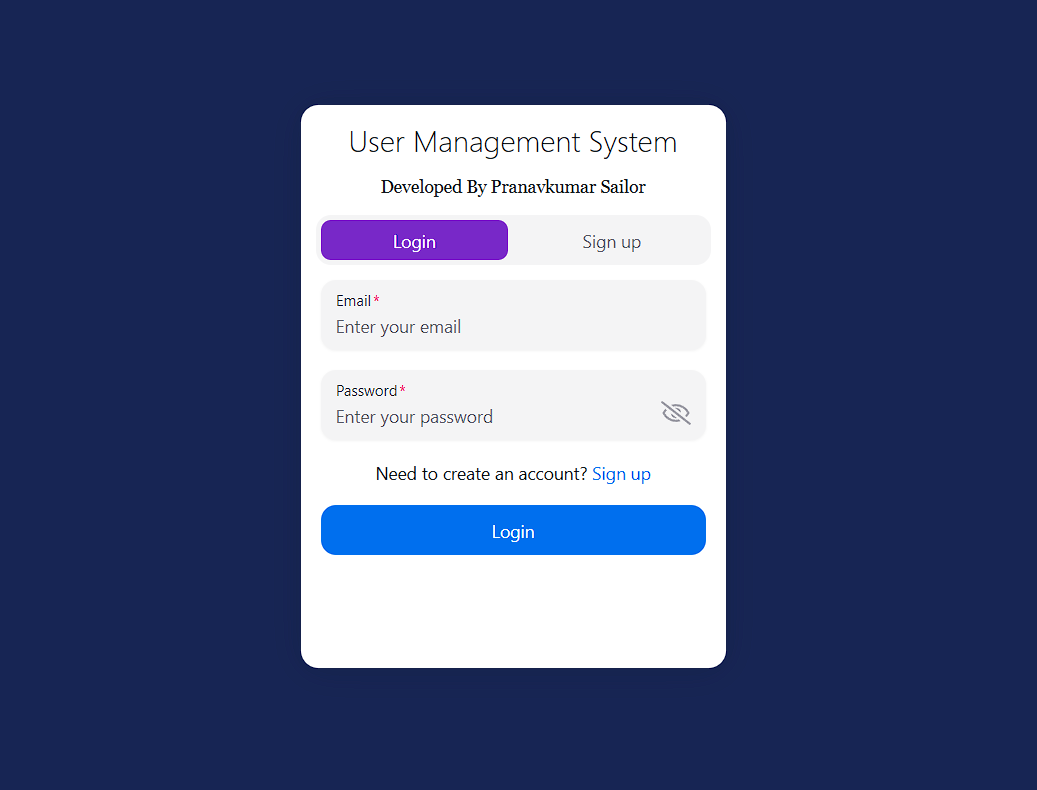 User Management System
Developed By Pranavkumar Sailor
Login Sign up
Email*
Enter your email
Password*
Enter your password
Need to create an account? Sign up
Login